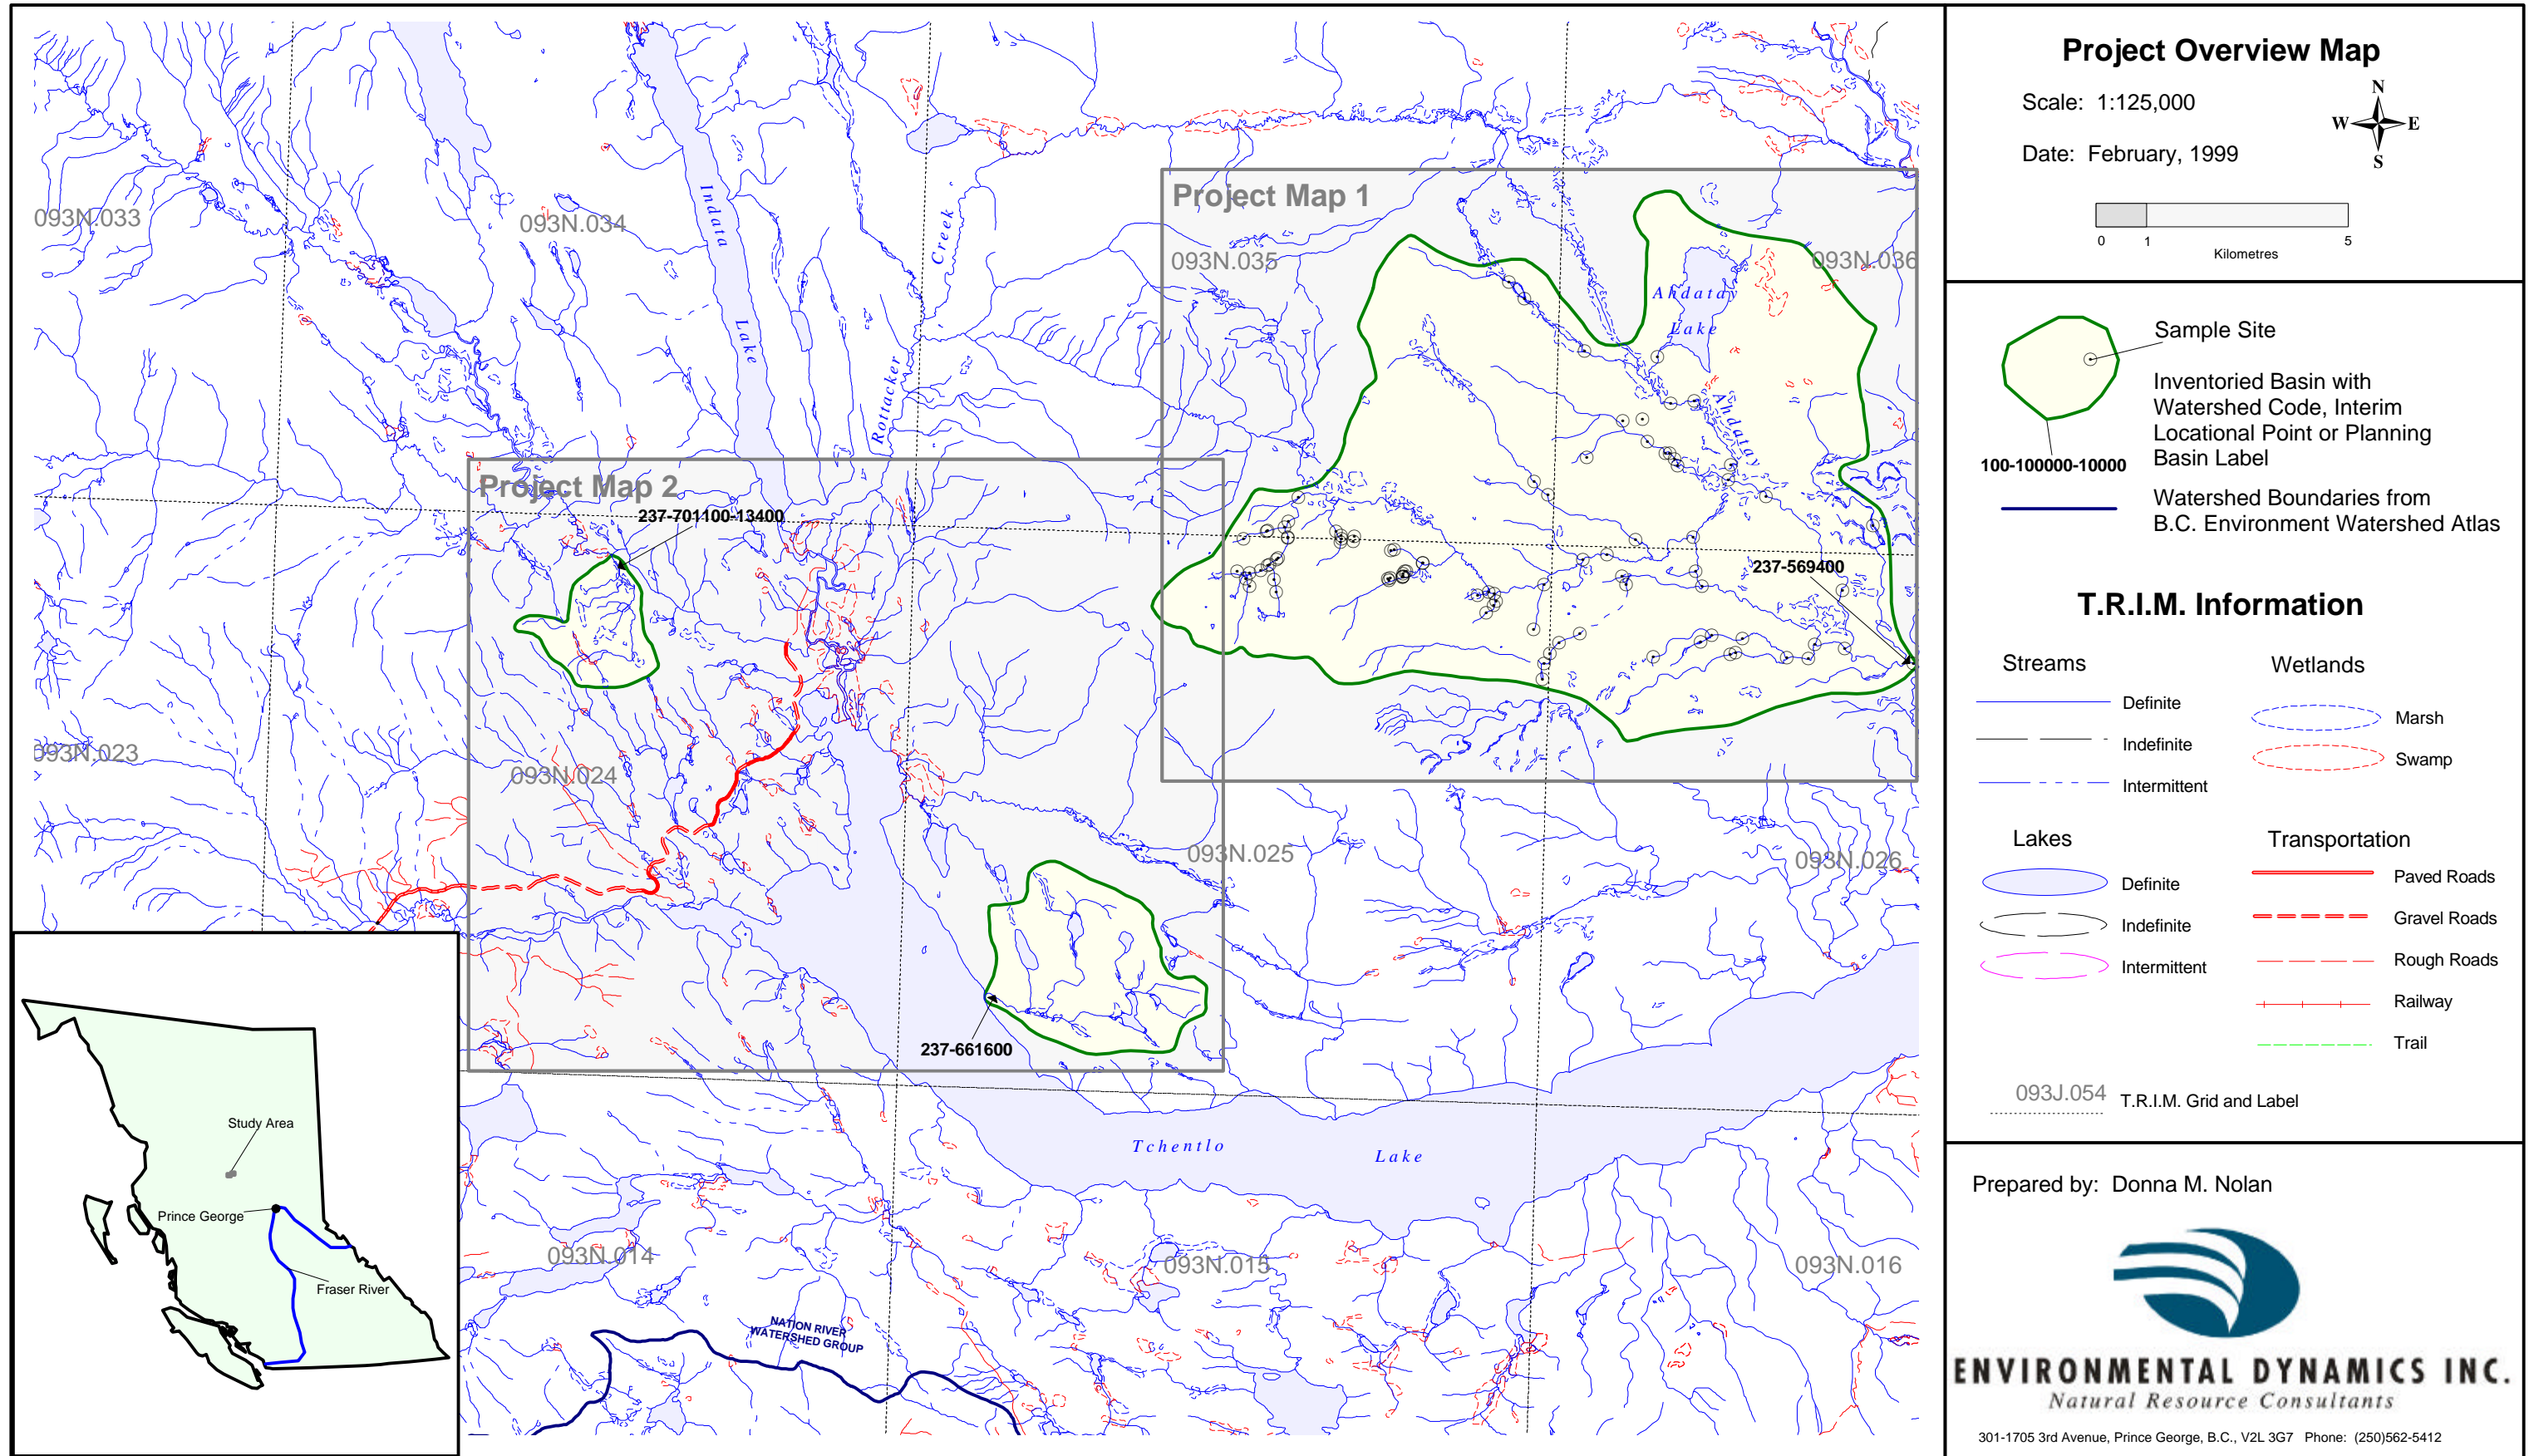 Project Overview Map
Scale: 1:125,000
Date: February, 1999
N
W
E
S
0
1
5
Kilometres
Sample Site
Inventoried Basin with
Watershed Code, Interim
Locational Point or Planning
Basin Label
100-100000-10000
Watershed Boundaries from
B.C. Environment Watershed Atlas
T.R.I.M. Information
Streams
Definite
Indefinite
Intermittent
Wetlands
Marsh
Swamp
Lakes
Definite
Indefinite
Intermittent
Transportation
Paved Roads
Gravel Roads
Rough Roads
Railway
Trail
093J.054
T.R.I.M. Grid and Label
Prepared by: Donna M. Nolan
ENVIRONMENTAL DYNAMICS INC.
Natural Resource Consultants
301-1705 3rd Avenue, Prince George, B.C., V2L 3G7 Phone: (250)562-5412
Project Map 1
Project Map 2
093N.033
093N.034
093N.035
093N.036
093N.023
093N.024
093N.025
093N.026
093N.014
093N.015
093N.016
Indata
Lake
Rottacker
Creek
Ahdatay
Lake
Ahdatay
237-701100-13400
237-569400
237-661600
Tchentlo
Lake
NATION RIVER
WATERSHED GROUP
Study Area
Prince George
Fraser River